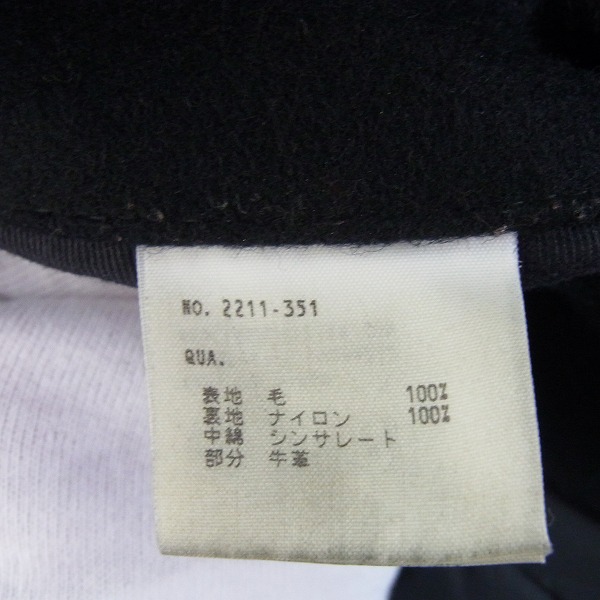 NO. 2211-351
QUA.
表地 毛 100%
裏地 ナイロン 100%
中綿 シンサレート
部分 牛革